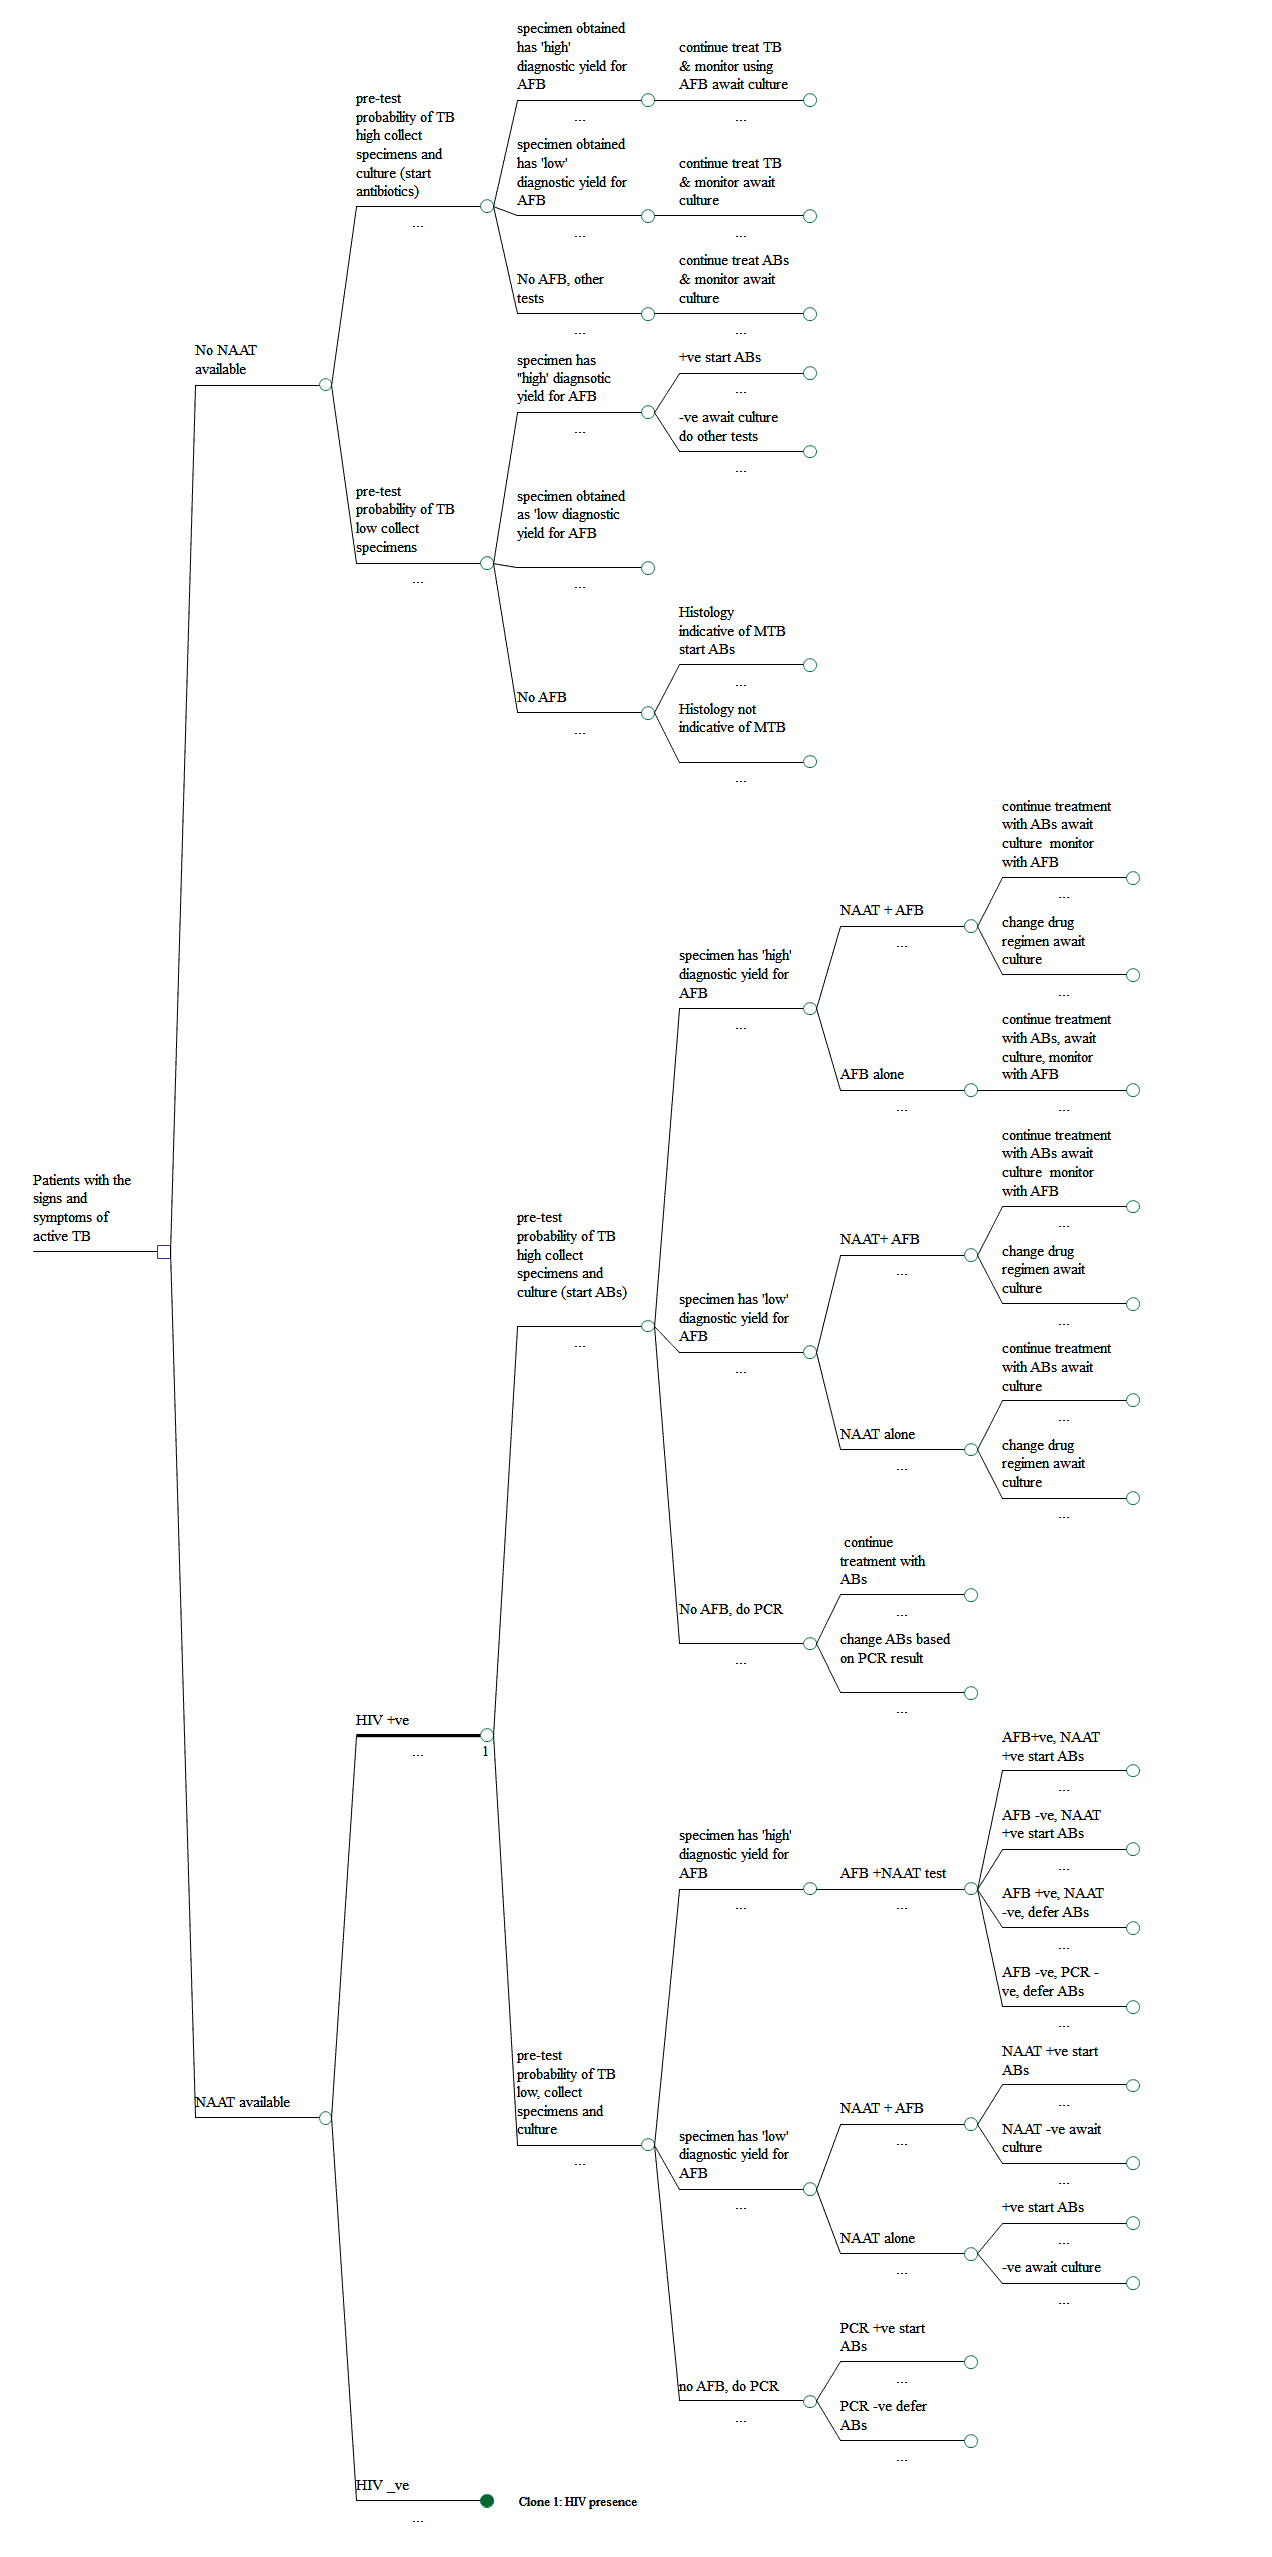 specimen obtained
has 'high'
diagnostic yield for
AFB
...
continue treat TB
& monitor using
AFB await culture
...
pre-test
probability of TB
high collect
specimens and
culture (start
antibiotics)
...
specimen obtained
has 'low'
diagnostic yield for
AFB
...
continue treat TB
& monitor await
culture
...
No AFB, other
tests
...
continue treat ABs
& monitor await
culture
...
No NAAT
available
specimen has
"high' diagnsotic
yield for AFB
...
+ve start ABs
...
-ve await culture
do other tests
...
pre-test
probability of TB
low collect
specimens
...
specimen obtained
as 'low diagnostic
yield for AFB
...
No AFB
...
Histology
indicative of MTB
start ABs
...
Histology not
indicative of MTB
...
Patients with the
signs and
symptoms of
active TB
NAAT available
HIV +ve
...
1
pre-test
probability of TB
high collect
specimens and
culture (start ABs)
...
specimen has 'high'
diagnostic yield for
AFB
...
NAAT + AFB
...
continue treatment
with ABs await
culture  monitor
with AFB
...
change drug
regimen await
culture
...
AFB alone
...
continue treatment
with ABs, await
culture, monitor
with AFB
...
specimen has 'low'
diagnostic yield for
AFB
...
NAAT+ AFB
...
continue treatment
with ABs await
culture  monitor
with AFB
...
change drug
regimen await
culture
...
NAAT alone
...
continue treatment
with ABs await
culture
...
change drug
regimen await
culture
...
No AFB, do PCR
...
continue
treatment with
ABs
...
change ABs based
on PCR result
...
pre-test
probability of TB
low, collect
specimens and
culture
...
specimen has 'high'
diagnostic yield for
AFB
...
AFB +NAAT test
...
AFB+ve, NAAT
+ve start ABs
...
AFB -ve, NAAT
+ve start ABs
...
AFB +ve, NAAT
-ve, defer ABs
...
AFB -ve, PCR -
ve, defer ABs
...
specimen has 'low'
diagnostic yield for
AFB
...
NAAT + AFB
...
NAAT +ve start
ABs
...
NAAT -ve await
culture
...
NAAT alone
...
+ve start ABs
...
-ve await culture
...
no AFB, do PCR
...
PCR +ve start
ABs
...
PCR -ve defer
ABs
...
HIV _ve
...
Clone 1: HIV presence